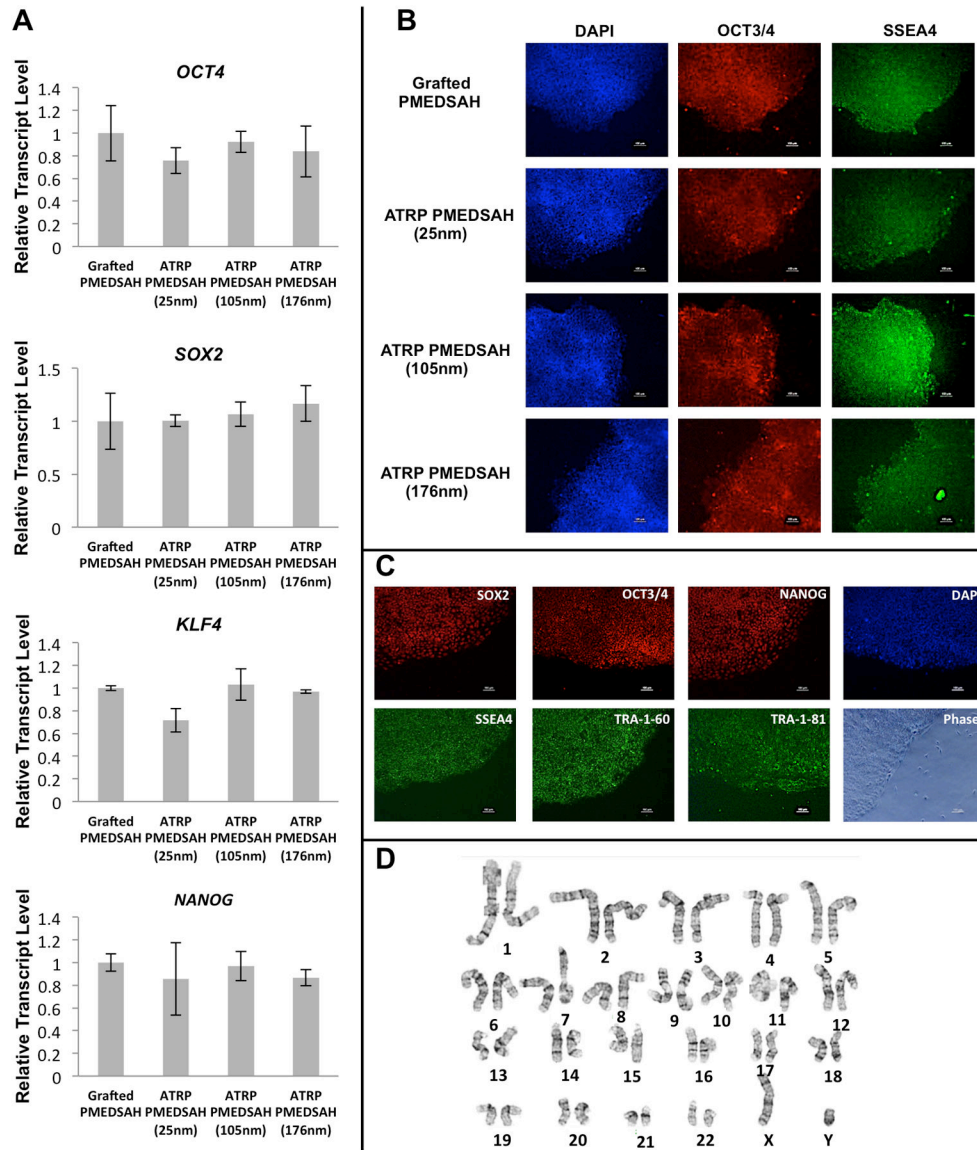 A
OCT4
Relative Transcript Level
1.4
1.2
1
0.8
0.6
0.4
0.2
0
Grafted PMEDSAH
ATRP PMEDSAH (25nm)
ATRP PMEDSAH (105nm)
ATRP PMEDSAH (176nm)
SOX2
Relative Transcript Level
1.5
1
0.5
0
Grafted PMEDSAH
ATRP PMEDSAH (25nm)
ATRP PMEDSAH (105nm)
ATRP PMEDSAH (176nm)
KLF4
Relative Transcript Level
1.4
1.2
1
0.8
0.6
0.4
0.2
0
Grafted PMEDSAH
ATRP PMEDSAH (25nm)
ATRP PMEDSAH (105nm)
ATRP PMEDSAH (176nm)
NANOG
Relative Transcript Level
1.4
1.2
1
0.8
0.6
0.4
0.2
0
Grafted PMEDSAH
ATRP PMEDSAH (25nm)
ATRP PMEDSAH (105nm)
ATRP PMEDSAH (176nm)
B
DAPI OCT3/4 SSEA4
Grafted
PMEDSAH
ATRP PMEDSAH
(25nm)
ATRP PMEDSAH
(105nm)
ATRP PMEDSAH
(176nm)
C
SOX2 OCT3/4 NANOG DAPI
SSEA4 TRA-1-60 TRA-1-81 Phase
D
1 2 3 4 5
6 7 8 9 10 11 12
13 14 15 16 17 18
19 20 21 22 X Y